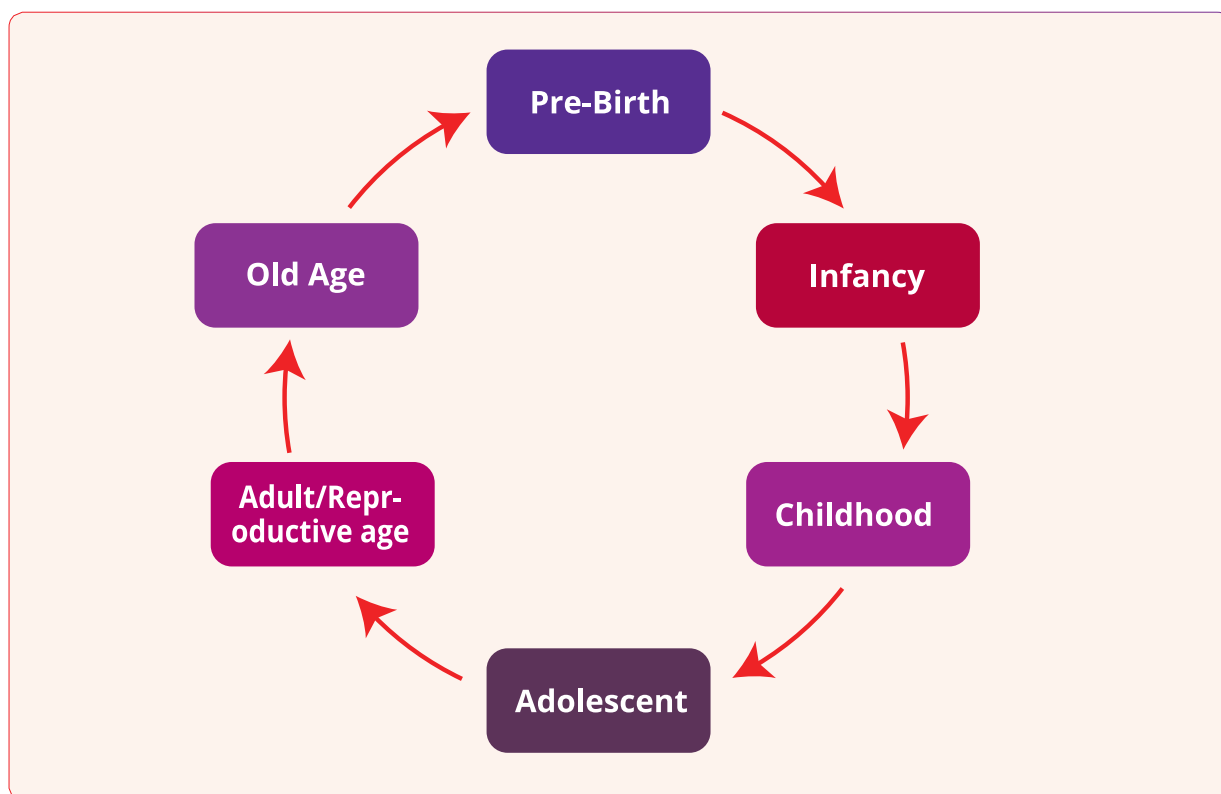 Pre-Birth
Infancy
Childhood
Adolescent
Adult/Repr-
oductive age
Old Age